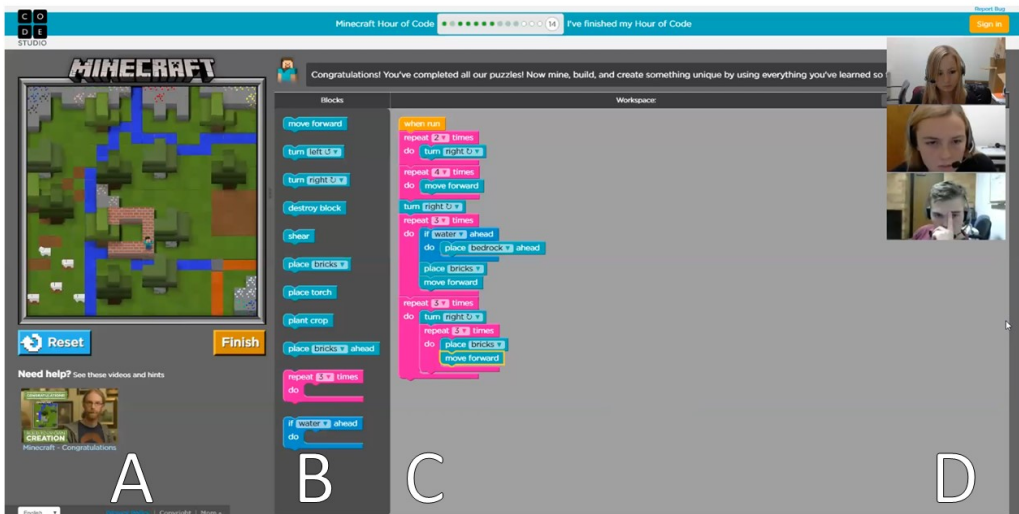 Report Bug
C O
D E
STUDIO
Minecraft Hour of Code 14 I've finished my Hour of Code
Sign in
MINECRAFT
Congratulations! You've completed all our puzzles! Now mine, build, and create something unique by using everything you've learned so
Blocks
Workspace:
move forward
turn left
turn right
destroy block
shear
place bricks
place torch
plant crop
place bricks ahead
repeat 3 times
do
if water ahead
do
when run
repeat 2 times
do turn right
repeat 4 times
do move forward
turn right
repeat 3 times
do if water ahead
do place bedrock ahead
place bricks
move forward
repeat 3 times
do turn right
repeat 3 times
do place bricks
move forward
Reset
Finish
Need help? See these videos and hints
CREATION
Minecraft - Congratulations
A B C D
English Copyright More